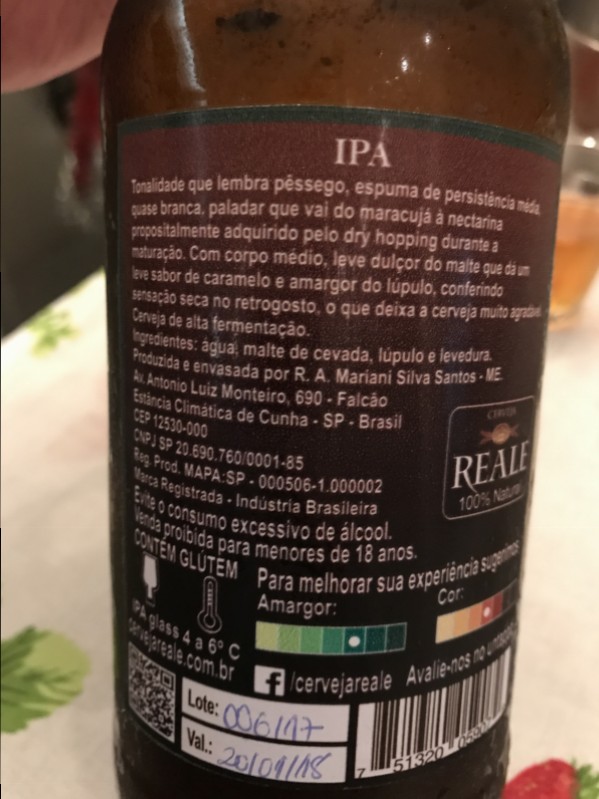 IPA
Tonalidade que lembra pêssego, espuma de persistência média,
quase branca, paladar que vai do maracujá à nectarina
propositalmente adquirido pelo dry hopping durante a
maturação. Com corpo médio, leve dulçor do malte que dá um
leve sabor de caramelo e amargor do lúpulo, conferindo
sensação seca no retrogosto, o que deixa a cerveja muito agradável.
Cerveja de alta fermentação.
Ingredientes: água, malte de cevada, lúpulo e levedura.
Produzida e envasada por R. A. Mariani Silva Santos - ME.
Av. Antonio Luiz Monteiro, 690 - Falcão
Estância Climática de Cunha - SP - Brasil
CEP 12530-000
CNPJ SP 20.690.760/0001-85
Reg. Prod. MAPA:SP - 000506-1.000002
Marca Registrada - Indústria Brasileira
CERVEJA
REALE
100% Natural
Evite o consumo excessivo de álcool.
Venda proibida para menores de 18 anos.
CONTÉM GLÚTEM
Para melhorar sua experiência sugerimos
Amargor:
Cor:
IPA glass 4 a 6º C
cervejareale.com.br
f /cervejareale Avalie-nos no
Lote: 006/17
Val.: 20/01/18
7 51320